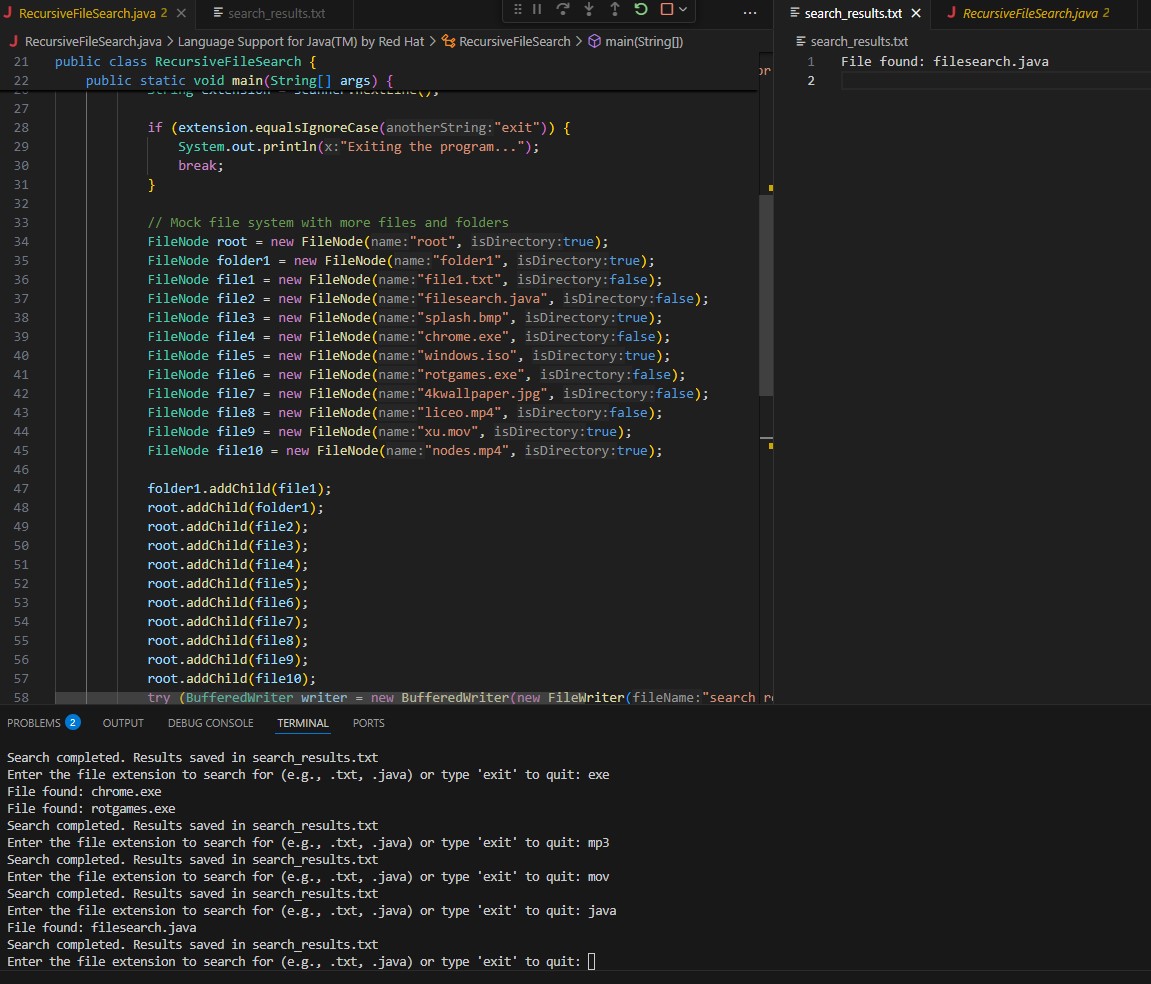 RecursiveFileSearch.java 2
search_results.txt
RecursiveFileSearch.java > Language Support for Java(TM) by Red Hat > RecursiveFileSearch > main(String[])
21 public class RecursiveFileSearch {
22 public static void main(String[] args) {
26 String extension = scanner.nextLine();
27
28 if (extension.equalsIgnoreCase(anotherString:"exit")) {
29 System.out.println(x:"Exiting the program...");
30 break;
31 }
32
33 // Mock file system with more files and folders
34 FileNode root = new FileNode(name:"root", isDirectory:true);
35 FileNode folder1 = new FileNode(name:"folder1", isDirectory:true);
36 FileNode file1 = new FileNode(name:"file1.txt", isDirectory:false);
37 FileNode file2 = new FileNode(name:"filesearch.java", isDirectory:false);
38 FileNode file3 = new FileNode(name:"splash.bmp", isDirectory:true);
39 FileNode file4 = new FileNode(name:"chrome.exe", isDirectory:false);
40 FileNode file5 = new FileNode(name:"windows.iso", isDirectory:true);
41 FileNode file6 = new FileNode(name:"rotgames.exe", isDirectory:false);
42 FileNode file7 = new FileNode(name:"4kwallpaper.jpg", isDirectory:false);
43 FileNode file8 = new FileNode(name:"liceo.mp4", isDirectory:false);
44 FileNode file9 = new FileNode(name:"xu.mov", isDirectory:true);
45 FileNode file10 = new FileNode(name:"nodes.mp4", isDirectory:true);
46
47 folder1.addChild(file1);
48 root.addChild(folder1);
49 root.addChild(file2);
50 root.addChild(file3);
51 root.addChild(file4);
52 root.addChild(file5);
53 root.addChild(file6);
54 root.addChild(file7);
55 root.addChild(file8);
56 root.addChild(file9);
57 root.addChild(file10);
58 try (BufferedWriter writer = new BufferedWriter(new FileWriter(fileName:"search_re
search_results.txt
RecursiveFileSearch.java 2
search_results.txt
1 File found: filesearch.java
2
PROBLEMS 2 OUTPUT DEBUG CONSOLE TERMINAL PORTS
Search completed. Results saved in search_results.txt
Enter the file extension to search for (e.g., .txt, .java) or type 'exit' to quit: exe
File found: chrome.exe
File found: rotgames.exe
Search completed. Results saved in search_results.txt
Enter the file extension to search for (e.g., .txt, .java) or type 'exit' to quit: mp3
Search completed. Results saved in search_results.txt
Enter the file extension to search for (e.g., .txt, .java) or type 'exit' to quit: mov
Search completed. Results saved in search_results.txt
Enter the file extension to search for (e.g., .txt, .java) or type 'exit' to quit: java
File found: filesearch.java
Search completed. Results saved in search_results.txt
Enter the file extension to search for (e.g., .txt, .java) or type 'exit' to quit: